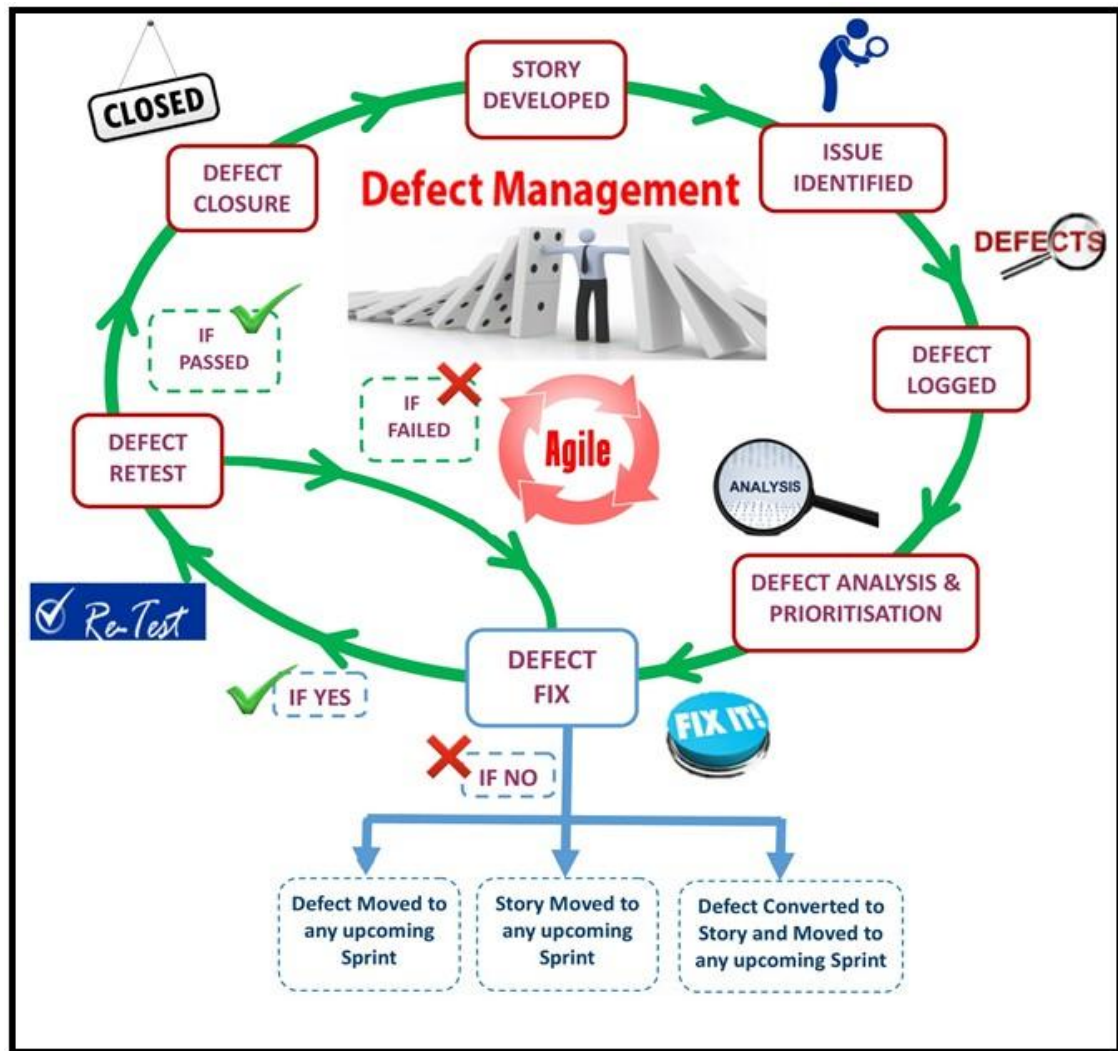 CLOSED
STORY
DEVELOPED
ISSUE
IDENTIFIED
DEFECT
CLOSURE
Defect Management
DEFECTS
IF
PASSED
IF
FAILED
DEFECT
LOGGED
Agile
DEFECT
RETEST
ANALYSIS
DEFECT ANALYSIS &
PRIORITISATION
Re-Test
DEFECT
FIX
IF YES
FIX IT!
IF NO
Defect Moved to
any upcoming
Sprint
Story Moved to
any upcoming
Sprint
Defect Converted to
Story and Moved to
any upcoming Sprint